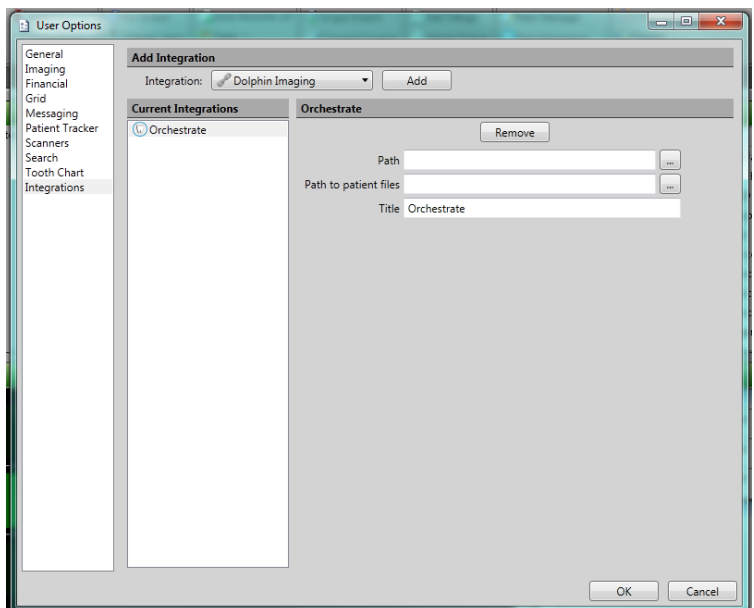 User Options
General
Imaging
Financial
Grid
Messaging
Patient Tracker
Scanners
Search
Tooth Chart
Integrations
Add Integration
Integration: Dolphin Imaging Add
Current Integrations
Orchestrate
Orchestrate
Remove
Path ...
Path to patient files ...
Title Orchestrate
OK Cancel